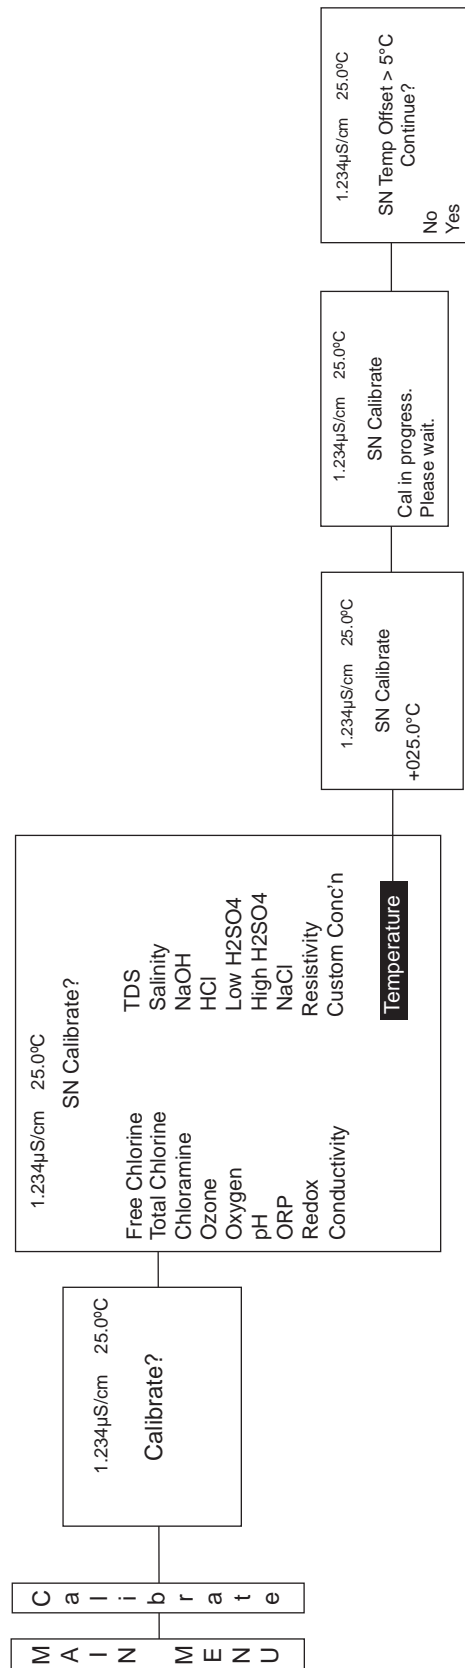 MAIN MENU
Calibrate
1.234µS/cm 25.0ºC
Calibrate?
1.234µS/cm 25.0ºC
SN Calibrate?
Free Chlorine
Total Chlorine
Chloramine
Ozone
Oxygen
pH
ORP
Redox
Conductivity
TDS
Salinity
NaOH
HCl
Low H2SO4
High H2SO4
NaCl
Resistivity
Custom Conc'n
Temperature
1.234µS/cm 25.0ºC
SN Calibrate
+025.0°C
1.234µS/cm 25.0ºC
SN Calibrate
Cal in progress.
Please wait.
1.234µS/cm 25.0ºC
SN Temp Offset > 5°C
Continue?
No
Yes